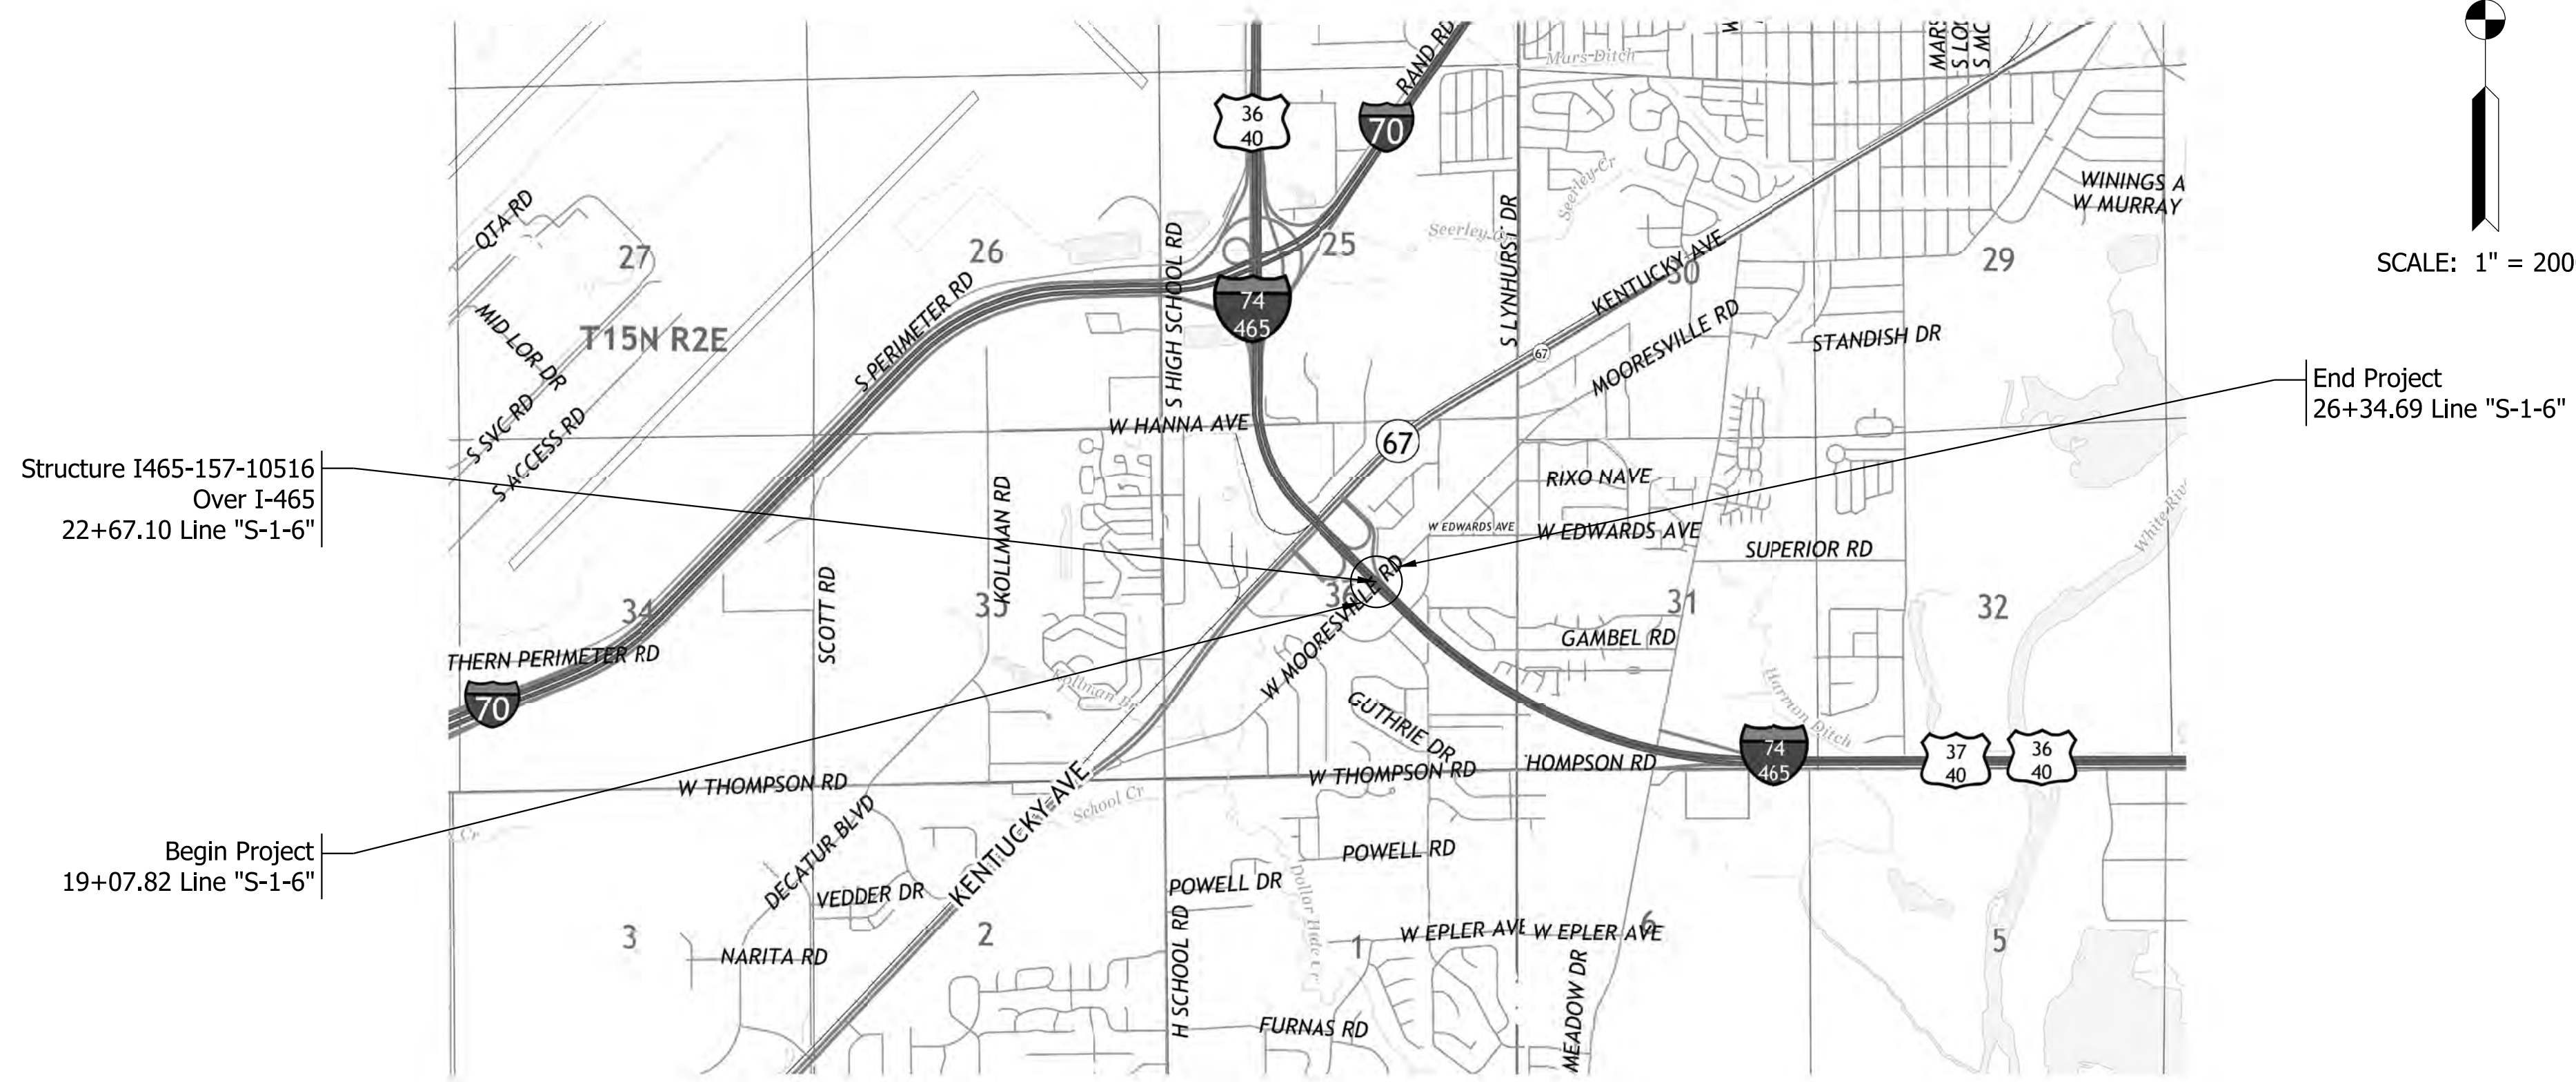 Mars Ditch
RAND RD
36
40
70
QTA RD
27
26
25
S HIGH SCHOOL RD
Seerley Cr
S LYNHURST DR
KENTUCKY AVE
30
29
WININGS A
W MURRAY
SCALE: 1" = 200
MID LOR DR
T15N R2E
S PERIMETER RD
74
465
67
MOORESVILLE RD
STANDISH DR
End Project
26+34.69 Line "S-1-6"
S SVC RD
S ACCESS RD
W HANNA AVE
67
Structure I465-157-10516
Over I-465
22+67.10 Line "S-1-6"
KOLLMAN RD
RIXO NAVE
W EDWARDS AVE
W EDWARDS AVE
SUPERIOR RD
34
SCOTT RD
31
32
W MOORESVILLE RD
GAMBEL RD
THERN PERIMETER RD
70
GUTHRIE DR
Harman Ditch
74
465
37
40
36
40
W THOMPSON RD
W THOMPSON RD
HOMPSON RD
School Cr
Begin Project
19+07.82 Line "S-1-6"
DECATUR BLVD
KENTUCKY AVE
VEDDER DR
POWELL RD
POWELL DR
3
2
1
6
5
W EPLER AVE
W EPLER AVE
NARITA RD
H SCHOOL RD
FURNAS RD
MEADOW DR